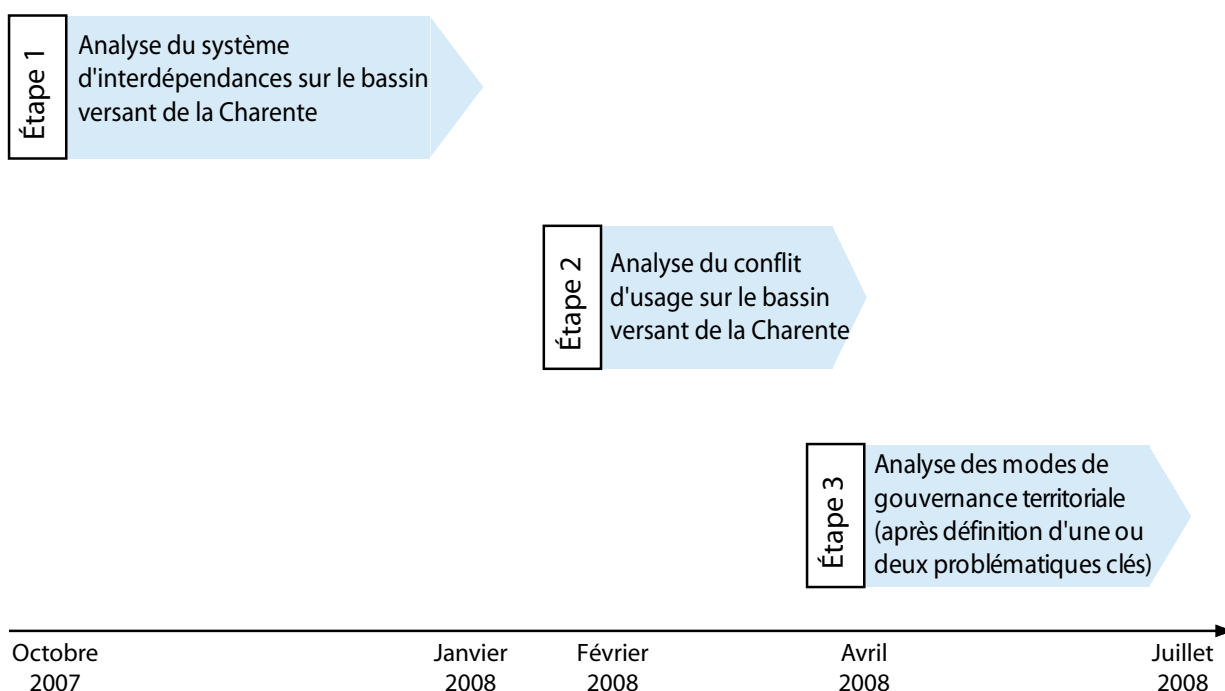 Étape 1
Analyse du système
d'interdépendances sur le bassin
versant de la Charente
Étape 2
Analyse du conflit
d'usage sur le bassin
versant de la Charente
Étape 3
Analyse des modes de
gouvernance territoriale
(après définition d'une ou
deux problématiques clés)
Octobre
2007
Janvier
2008
Février
2008
Avril
2008
Juillet
2008